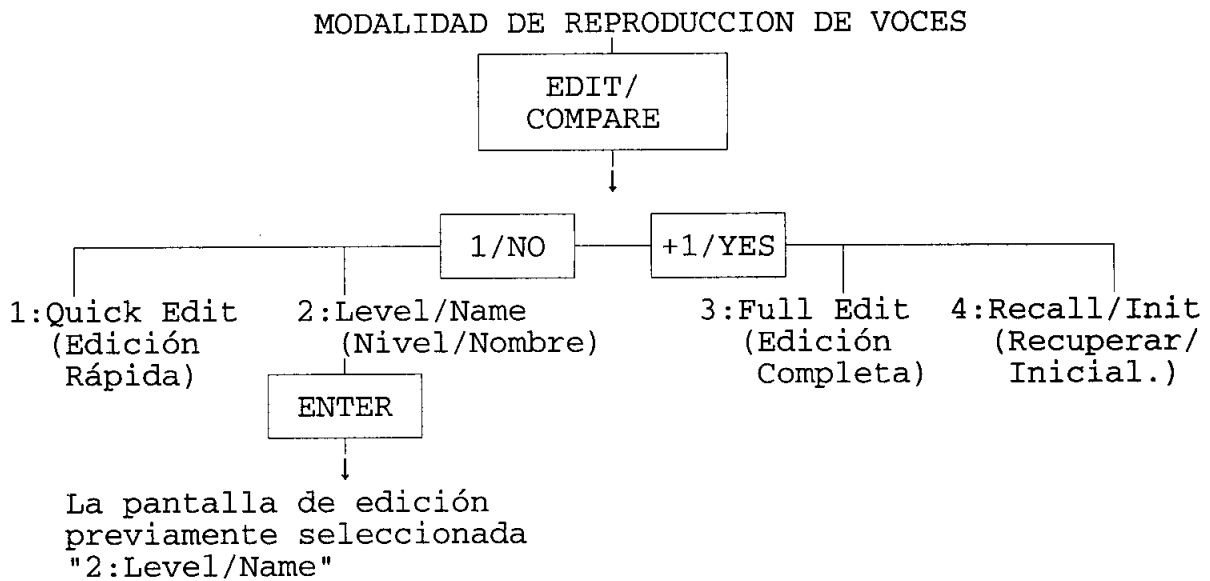 MODALIDAD DE REPRODUCCION DE VOCES
EDIT/
COMPARE
1/NO
+1/YES
1:Quick Edit
(Edición
Rápida)
2:Level/Name
(Nivel/Nombre)
3:Full Edit
(Edición
Completa)
4:Recall/Init
(Recuperar/
Inicial.)
ENTER
La pantalla de edición
previamente seleccionada
"2:Level/Name"